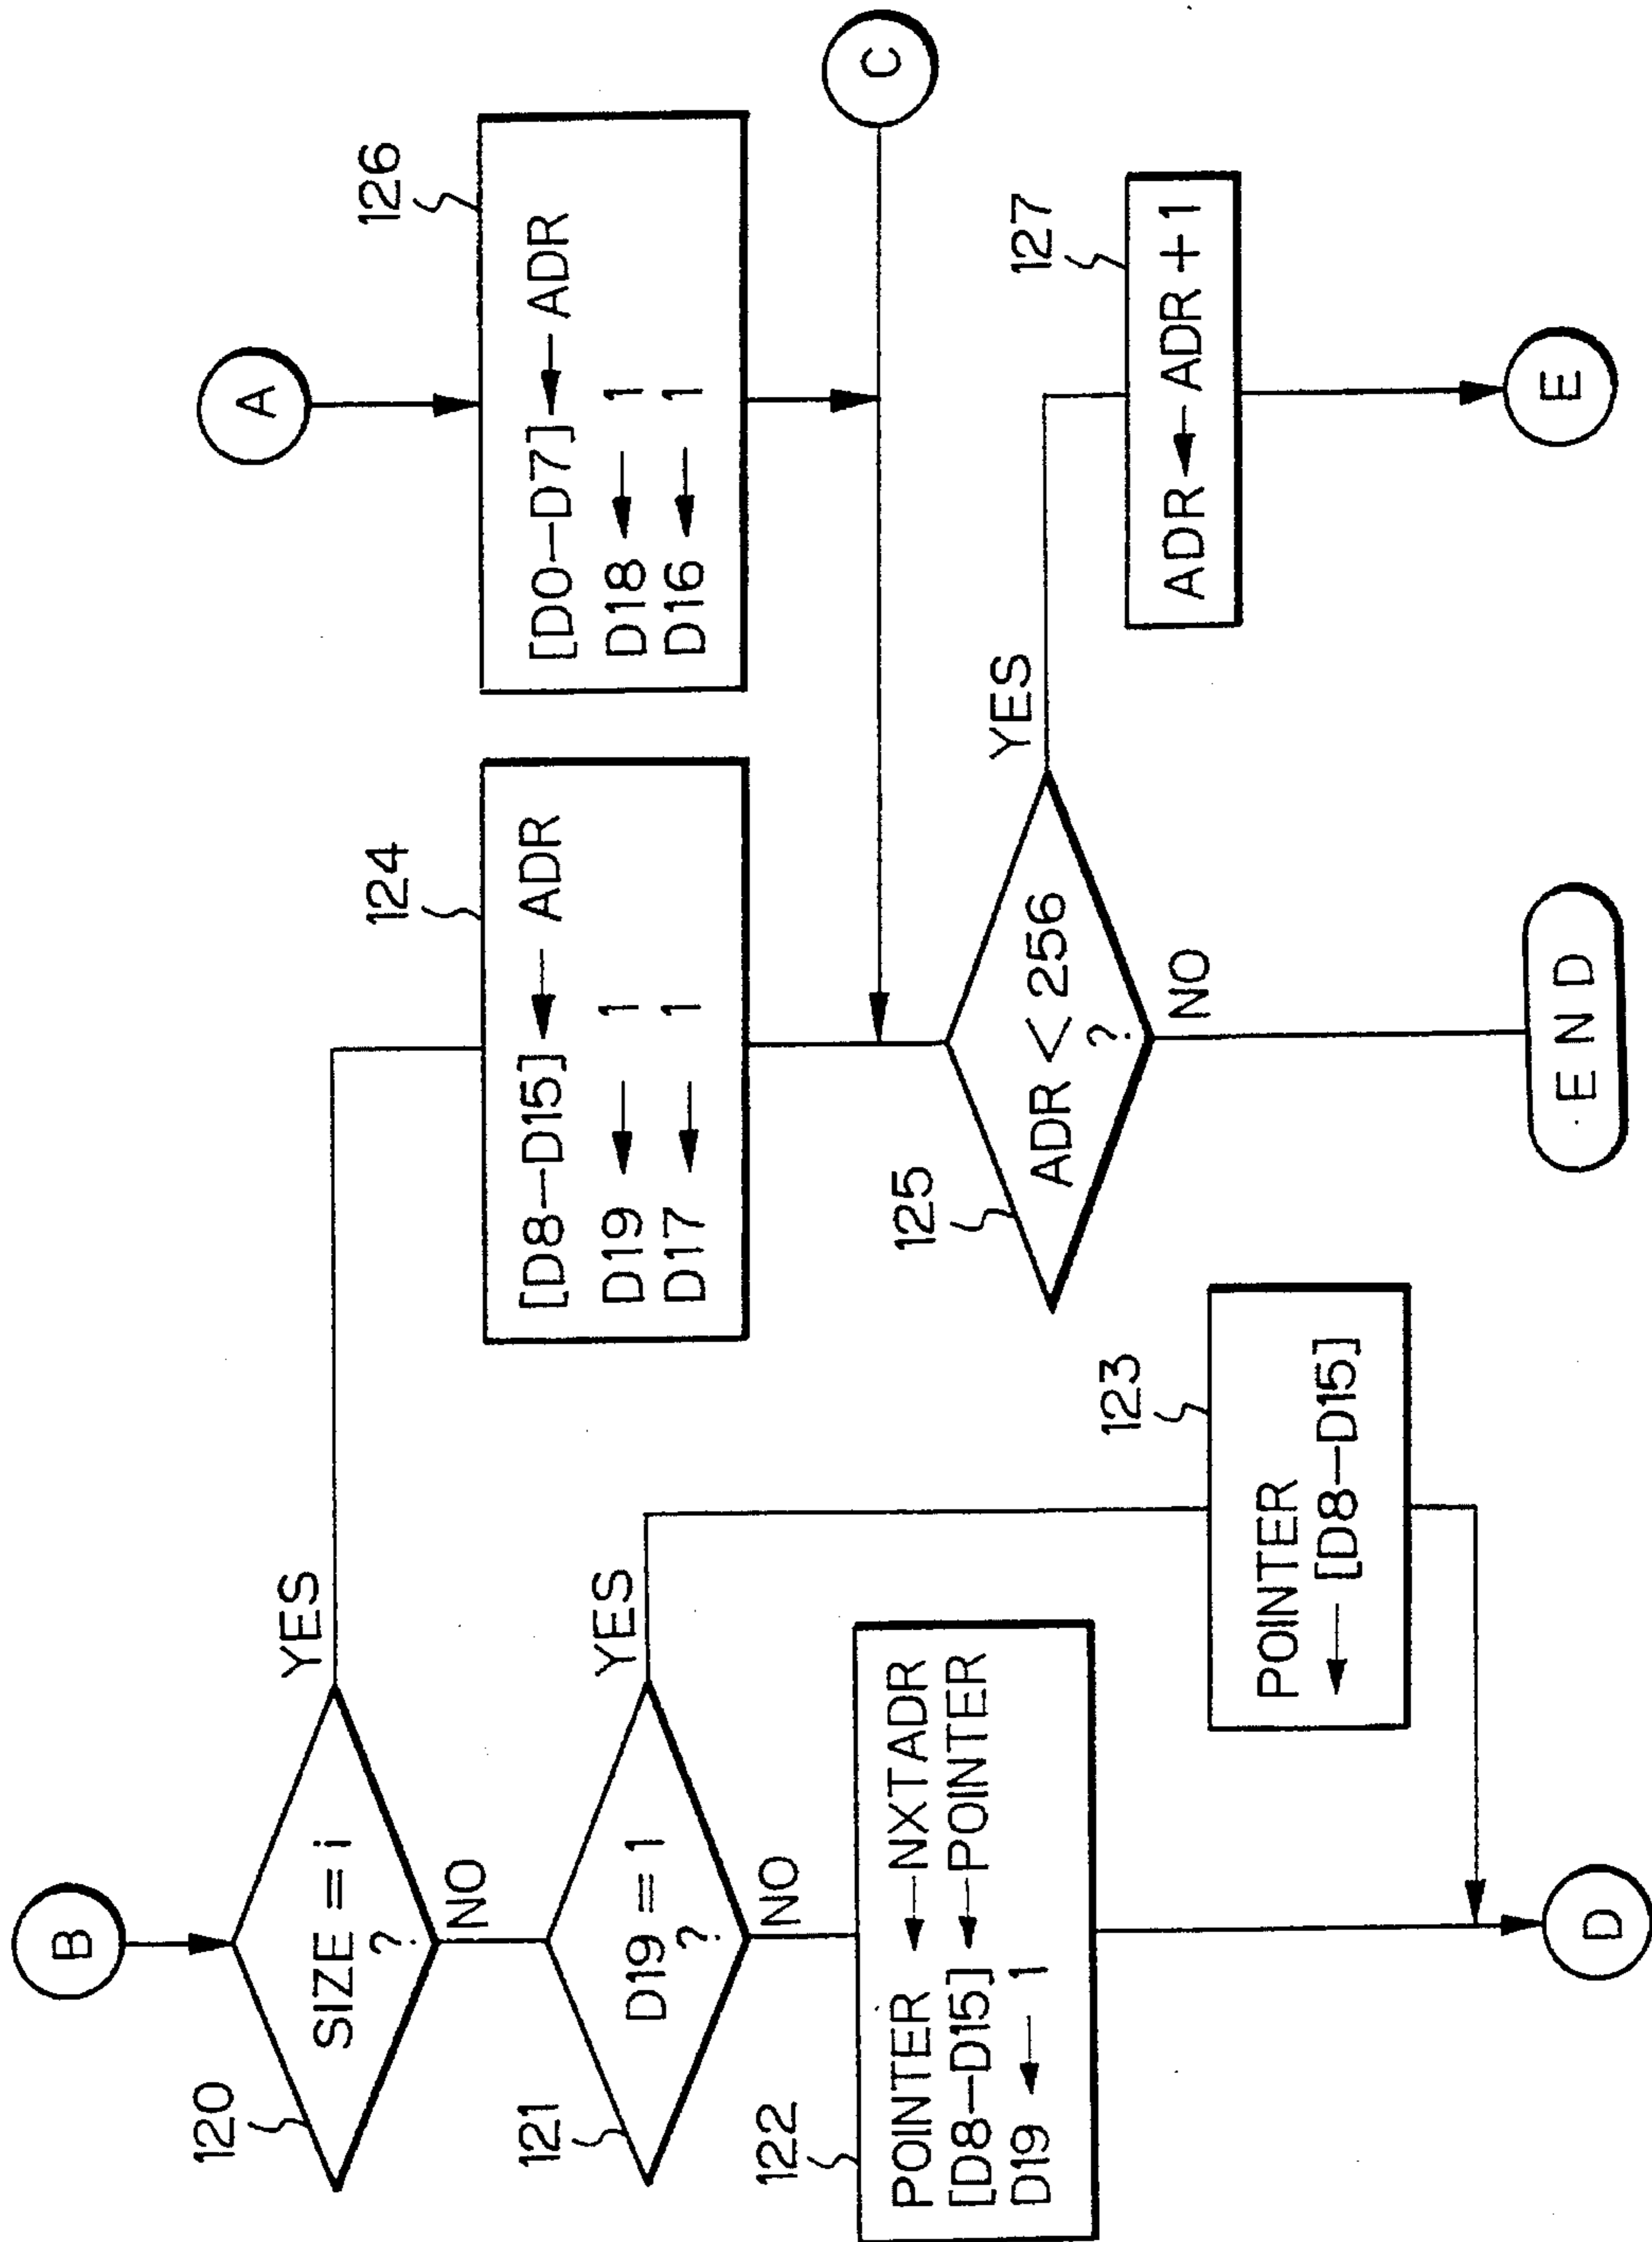 B
120
SIZE = i
?
YES
NO
121
D19 = 1
?
YES
NO
122
POINTER ← NXTADR
[D8–D15] ← POINTER
D19 ← 1
123
POINTER
← [D8–D15]
D
124
[D8–D15] ← ADR
D19 ← 1
D17 ← 1
125
ADR < 256
?
YES
NO
END
A
126
[D0–D7] ← ADR
D18 ← 1
D16 ← 1
C
127
ADR ← ADR + 1
E